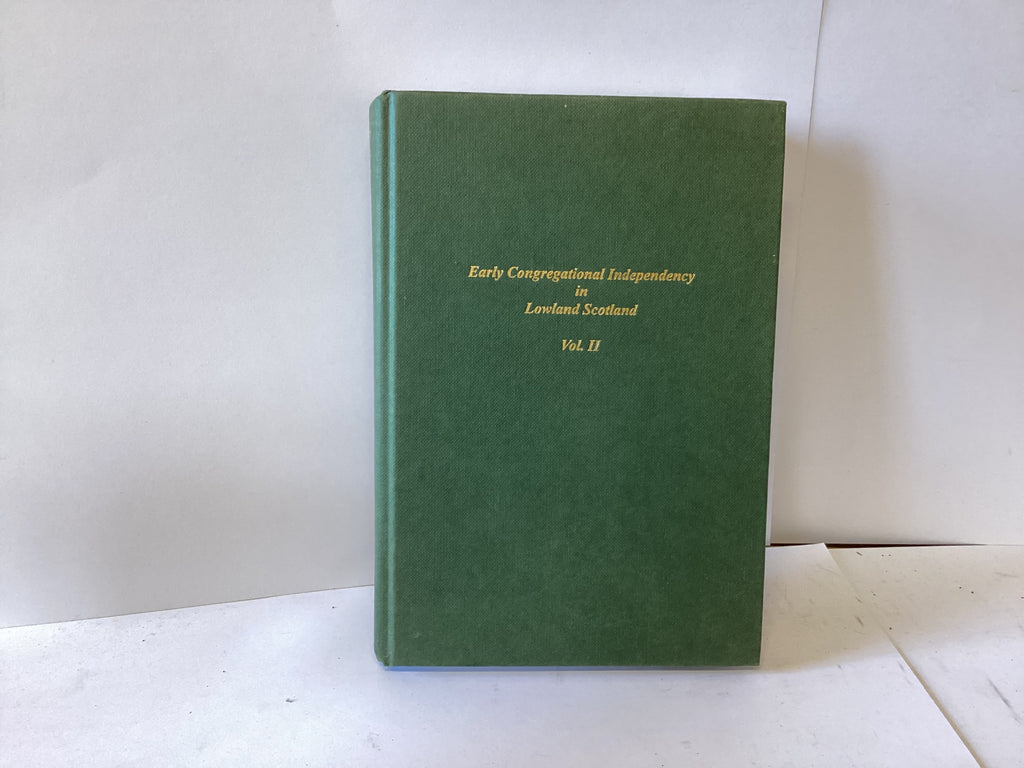 Early Congregational Independency
in
Lowland Scotland
Vol. II